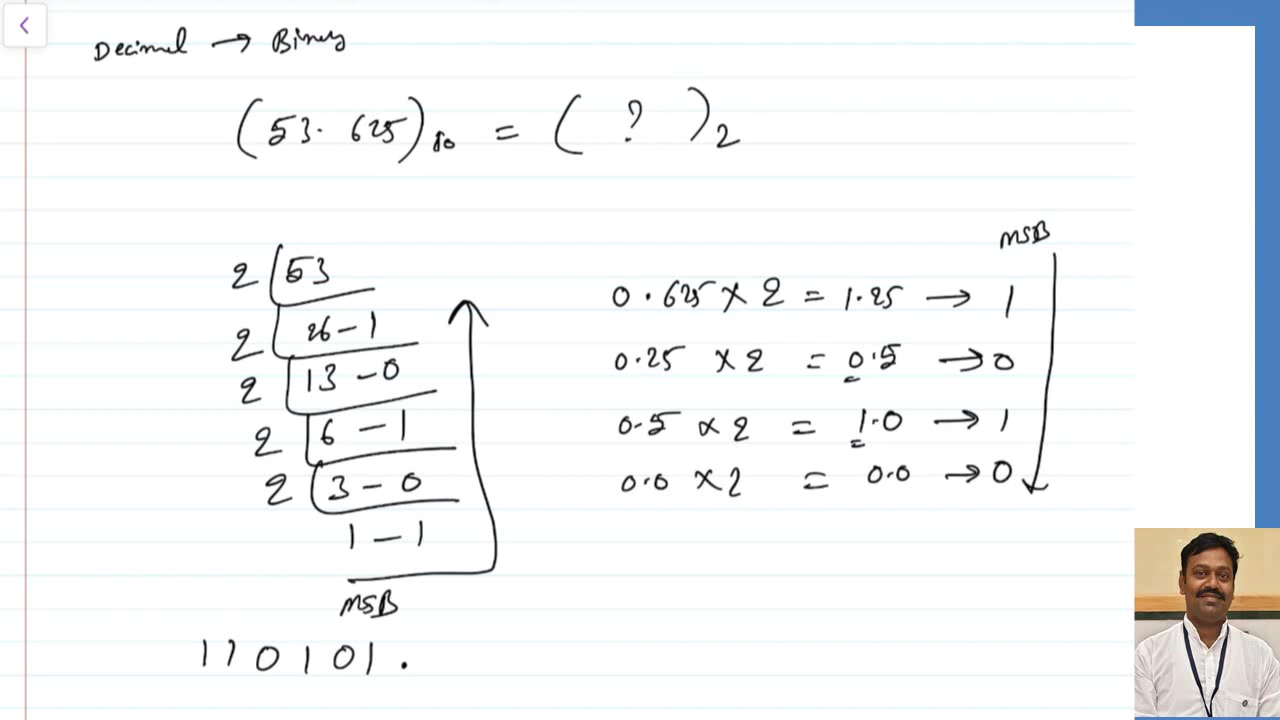 Decimal → Binary
(53.625)10 = ( ? )2
2 53
2 26 - 1
2 13 - 0
2 6 - 1
2 3 - 0
1 - 1
MSB
110101.
MSB
0.625 × 2 = 1.25 → 1
0.25 × 2 = 0.5 → 0
0.5 × 2 = 1.0 → 1
0.0 × 2 = 0.0 → 0